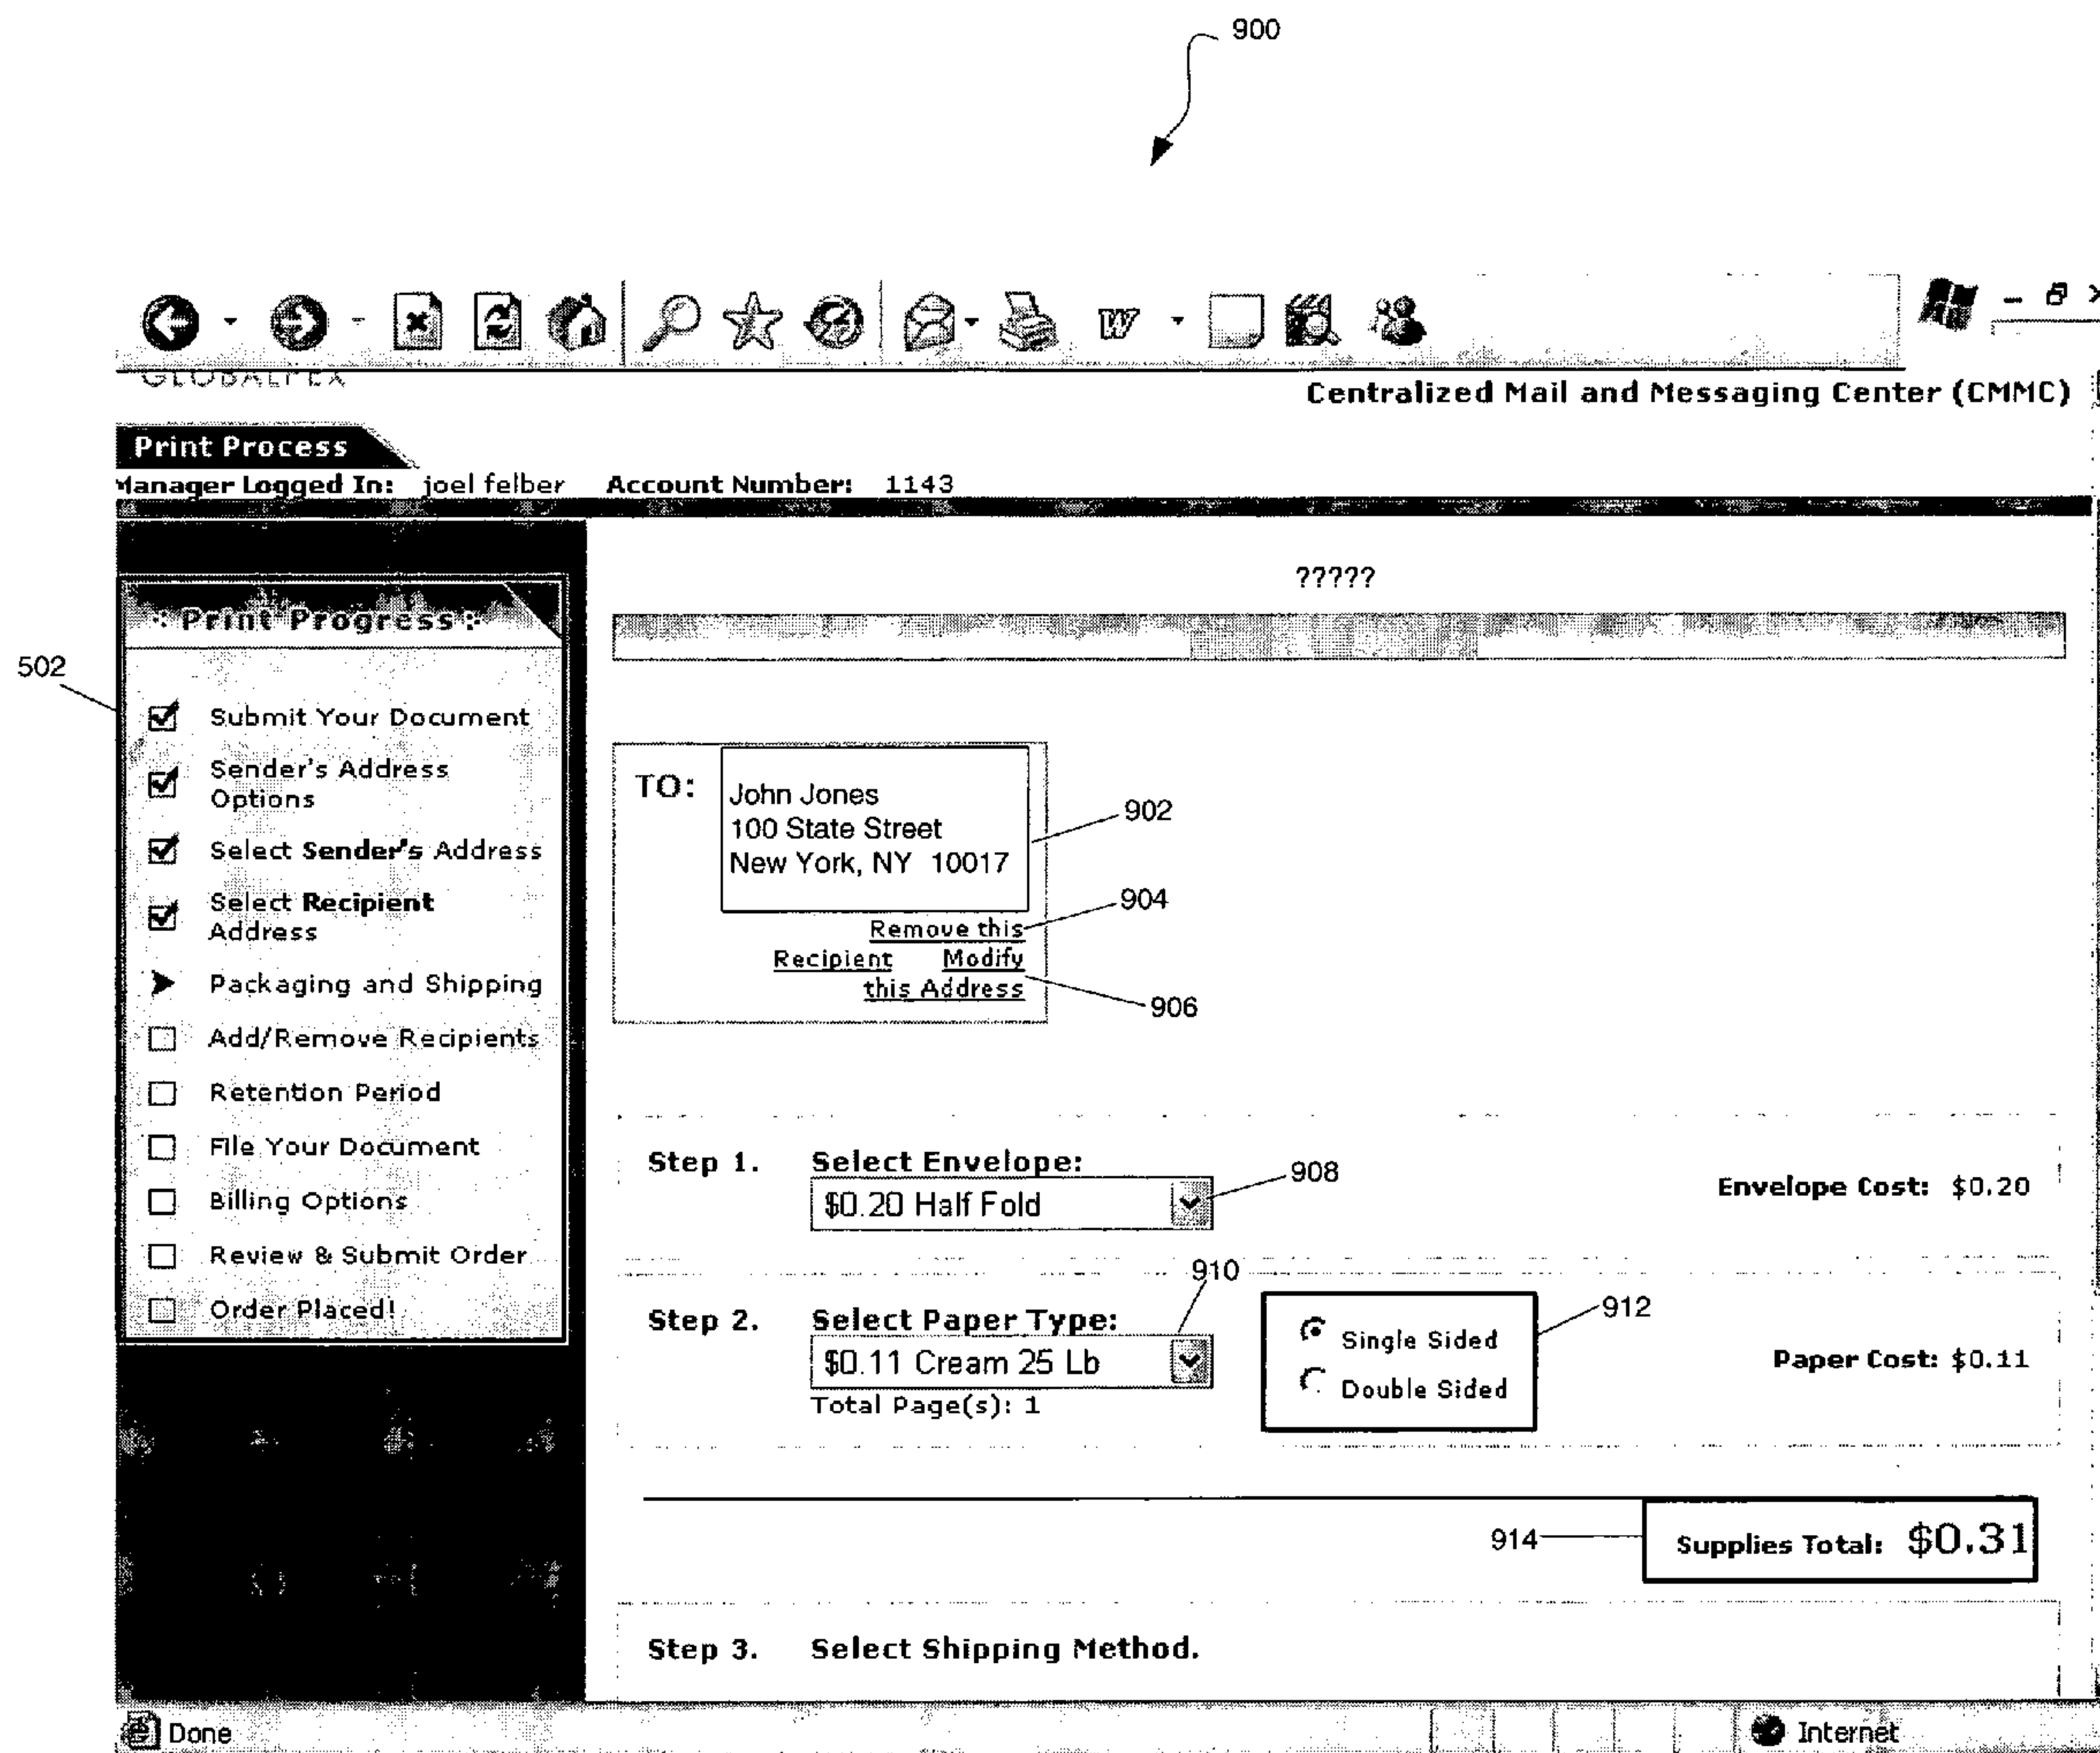 900
GLOBALPEX
Centralized Mail and Messaging Center (CMMC)
Print Process
Manager Logged In: joel felber Account Number: 1143
?????
:: Print Progress ::
502
Submit Your Document
Sender's Address
Options
Select Sender's Address
Select Recipient
Address
Packaging and Shipping
Add/Remove Recipients
Retention Period
File Your Document
Billing Options
Review & Submit Order
Order Placed!
TO:
John Jones
100 State Street
New York, NY 10017
902
904
Remove this
Recipient Modify
this Address
906
Step 1. Select Envelope:
$0.20 Half Fold
908
Envelope Cost: $0.20
910
Step 2. Select Paper Type:
$0.11 Cream 25 Lb
Total Page(s): 1
Single Sided
Double Sided
912
Paper Cost: $0.11
914
Supplies Total: $0.31
Step 3. Select Shipping Method.
Done
Internet